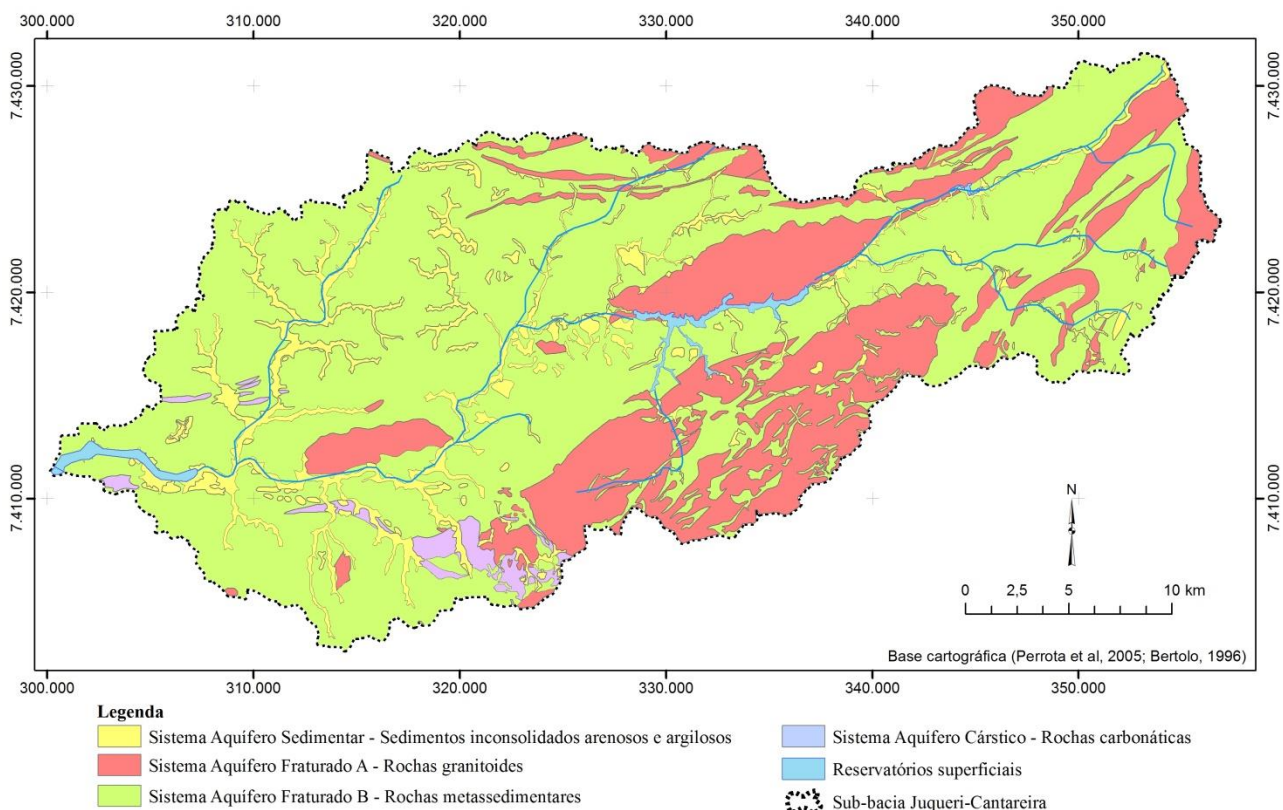 300.000 310.000 320.000 330.000 340.000 350.000
7.430.000 7.430.000
7.420.000 7.420.000
7.410.000 7.410.000
N
0 2,5 5 10 km
Base cartográfica (Perrota et al, 2005; Bertolo, 1996)
300.000 310.000 320.000 330.000 340.000 350.000
Legenda
Sistema Aquífero Sedimentar - Sedimentos inconsolidados arenosos e argilosos
Sistema Aquífero Fraturado A - Rochas granitoides
Sistema Aquífero Fraturado B - Rochas metassedimentares
Sistema Aquífero Cárstico - Rochas carbonáticas
Reservatórios superficiais
Sub-bacia Juqueri-Cantareira